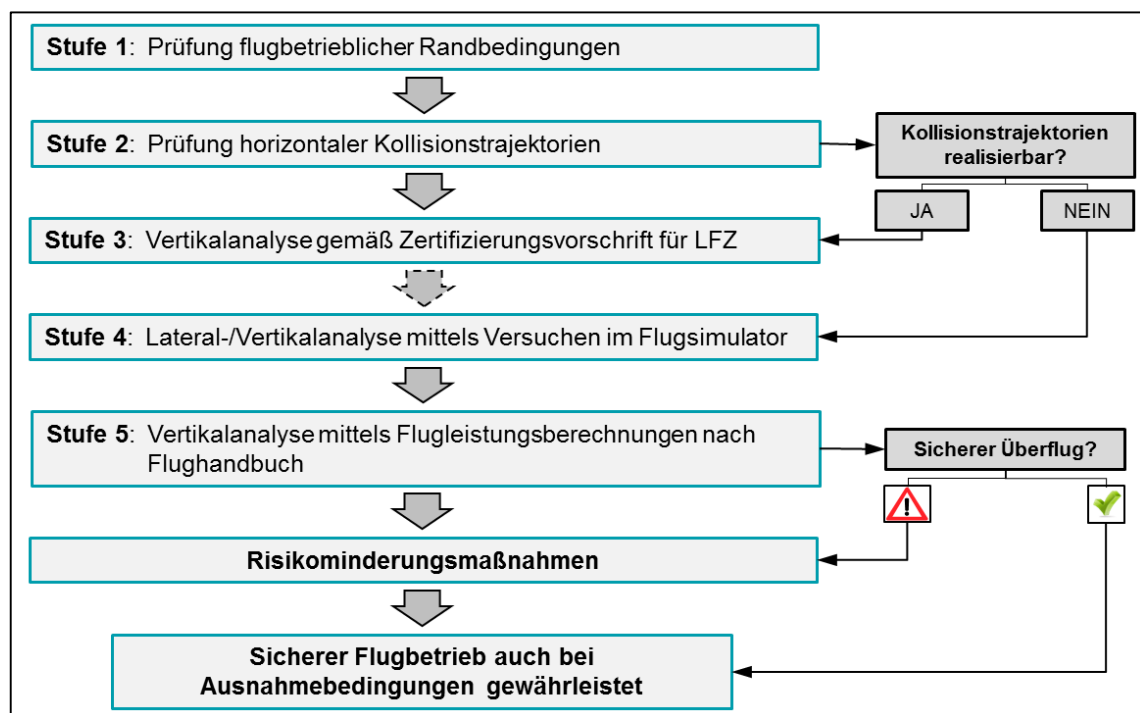 Stufe 1: Prüfung flugbetrieblicher Randbedingungen
Stufe 2: Prüfung horizontaler Kollisionstrajektorien
Kollisionstrajektorien
realisierbar?
JA
NEIN
Stufe 3: Vertikalanalyse gemäß Zertifizierungsvorschrift für LFZ
Stufe 4: Lateral-/Vertikalanalyse mittels Versuchen im Flugsimulator
Stufe 5: Vertikalanalyse mittels Flugleistungsberechnungen nach
Flughandbuch
Sicherer Überflug?
Risikominderungsmaßnahmen
Sicherer Flugbetrieb auch bei
Ausnahmebedingungen gewährleistet